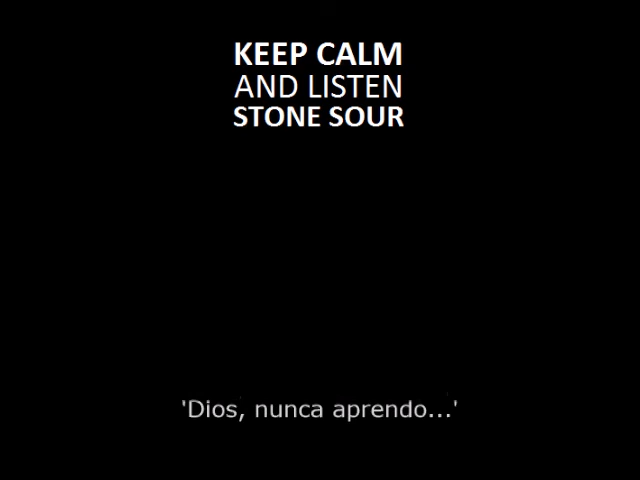 KEEP CALM
AND LISTEN
STONE SOUR
'Dios, nunca aprendo...'